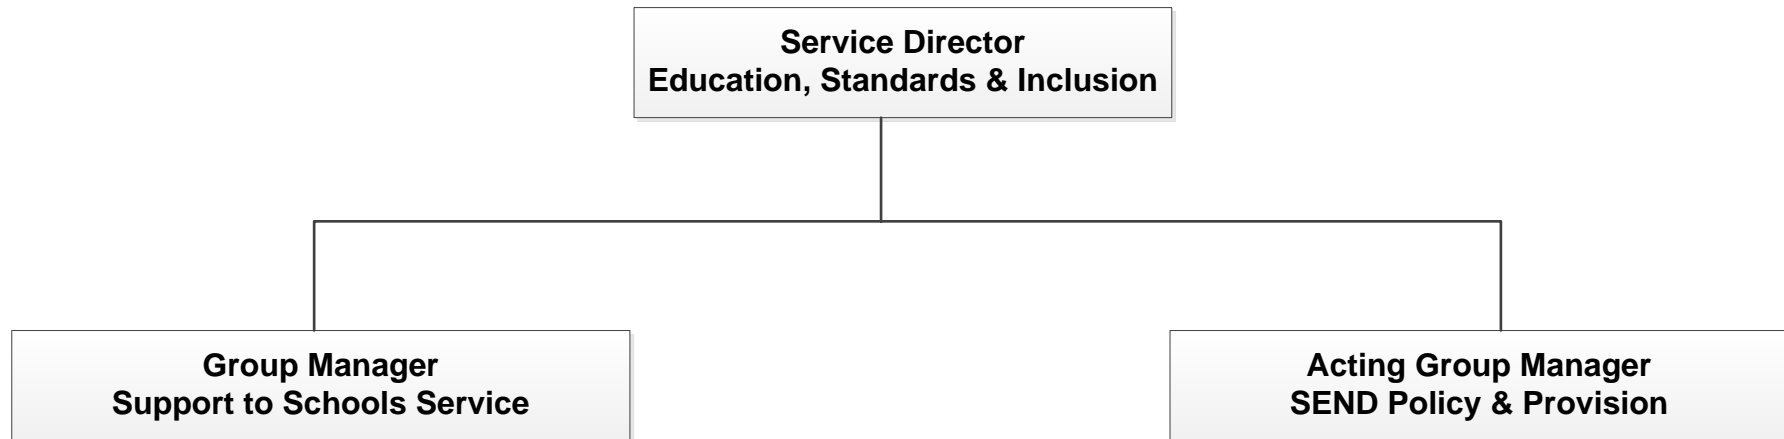 Service Director
Education, Standards & Inclusion
Group Manager
Support to Schools Service
Acting Group Manager
SEND Policy & Provision